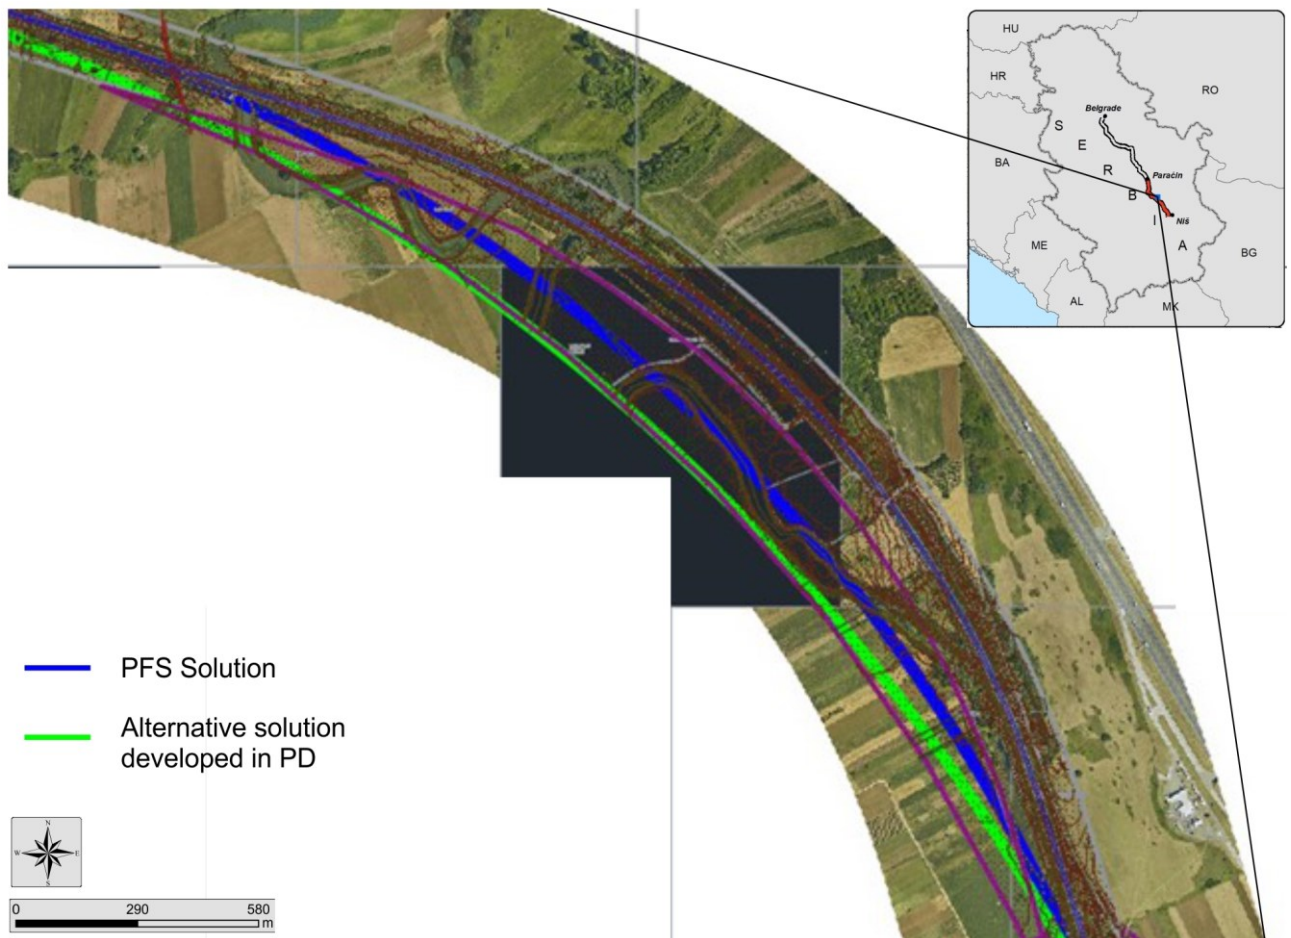 HU
HR
RO
Belgrade
S
E
R
BA
Paraćin
B
I
Niš
ME
A
BG
AL
MK
PFS Solution
Alternative solution
developed in PD
N
W
E
S
0
290
580
m